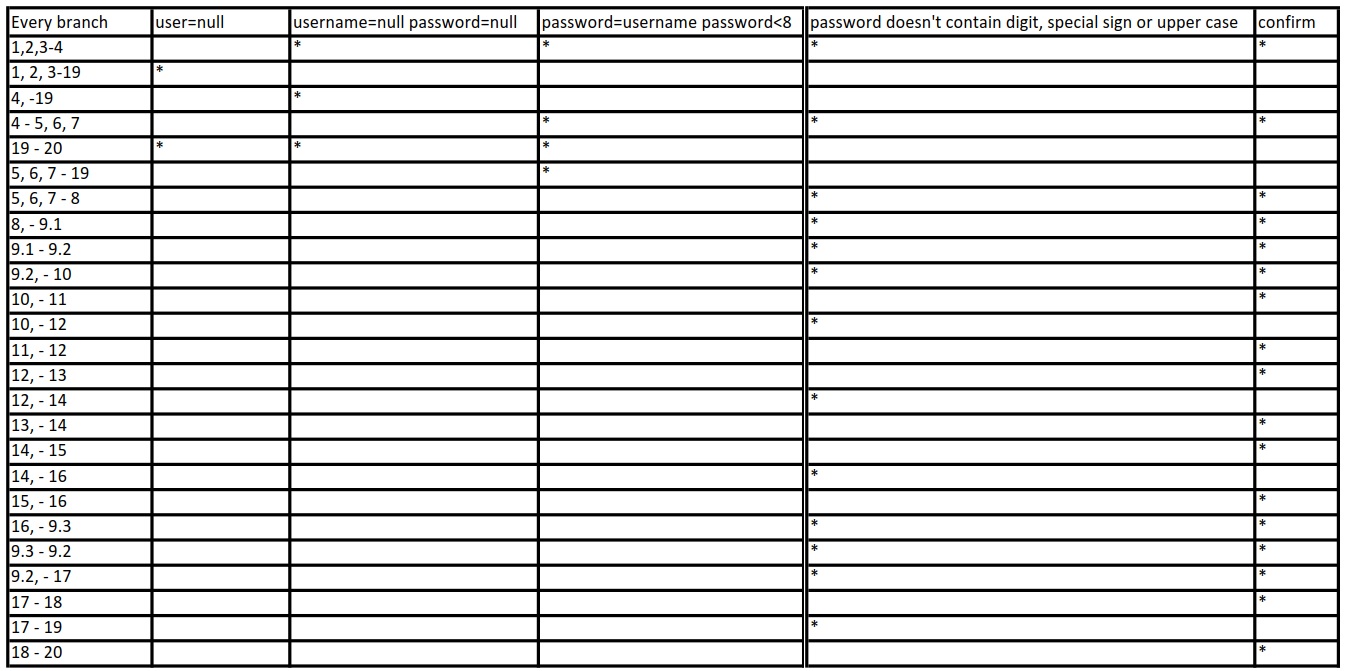 Every branch user=null username=null password=null password=username password<8 password doesn't contain digit, special sign or upper case confirm
1,2,3-4 * * * *
1, 2, 3-19 *
4, -19 *
4 - 5, 6, 7 * * *
19 - 20 * * *
5, 6, 7 - 19 *
5, 6, 7 - 8 * *
8, - 9.1 * *
9.1 - 9.2 * *
9.2, - 10 * *
10, - 11 *
10, - 12 *
11, - 12 *
12, - 13 *
12, - 14 *
13, - 14 *
14, - 15 *
14, - 16 *
15, - 16 *
16, - 9.3 * *
9.3 - 9.2 * *
9.2, - 17 * *
17 - 18 *
17 - 19 *
18 - 20 *